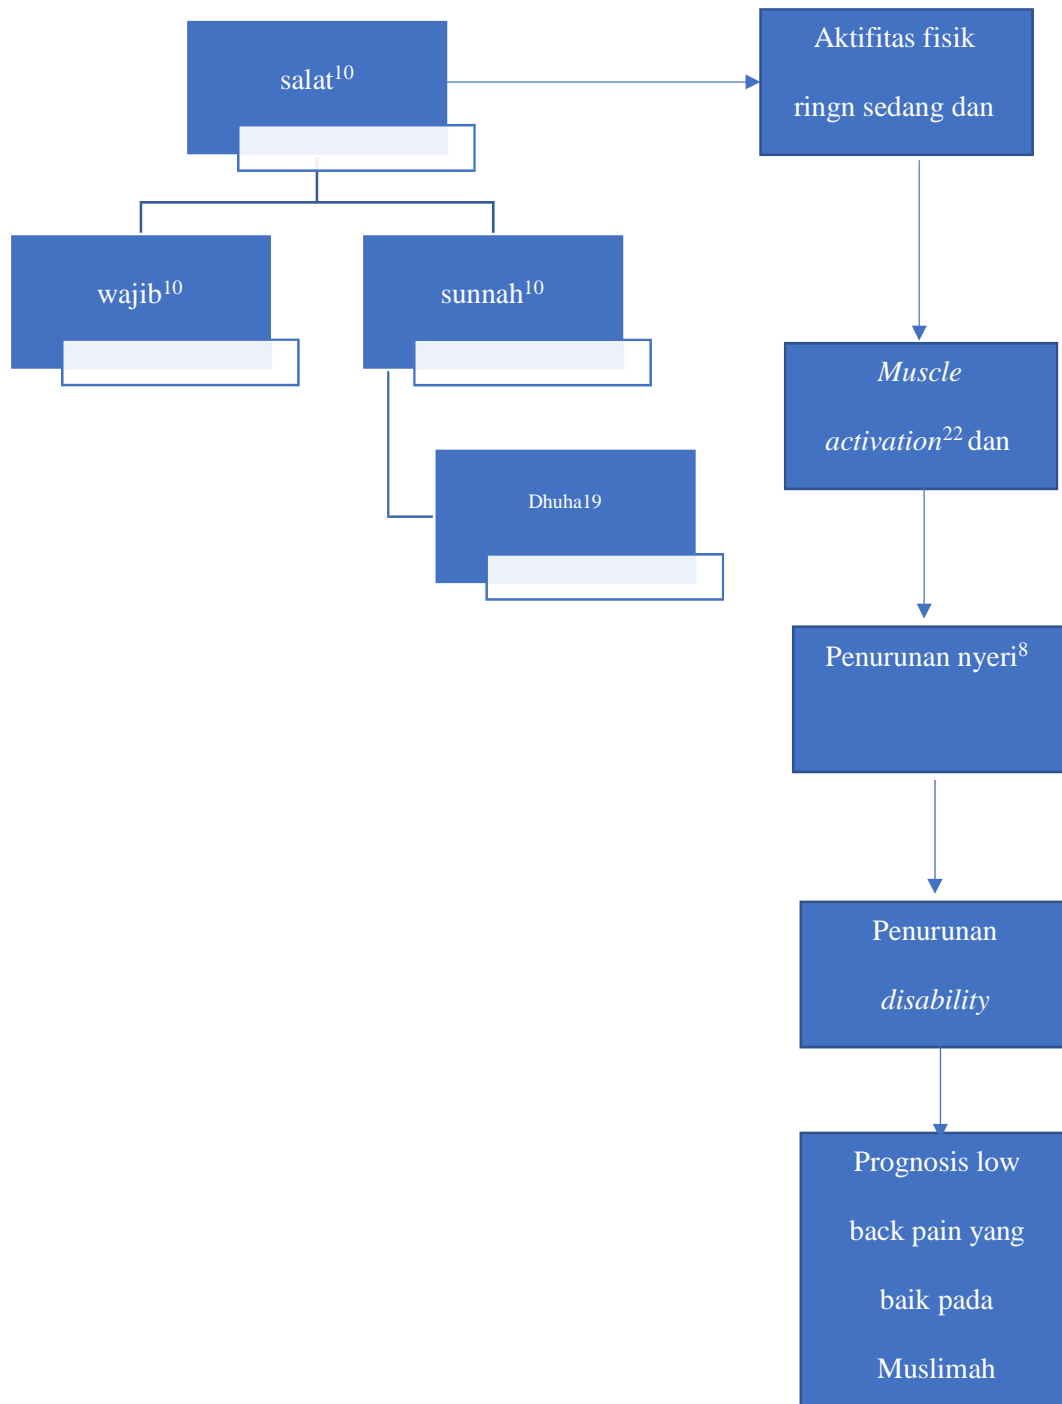 salat¹⁰
wajib¹⁰
sunnah¹⁰
Dhuha19
Aktifitas fisik
ringn sedang dan
Muscle
activation²² dan
Penurunan nyeri⁸
Penurunan
disability
Prognosis low
back pain yang
baik pada
Muslimah